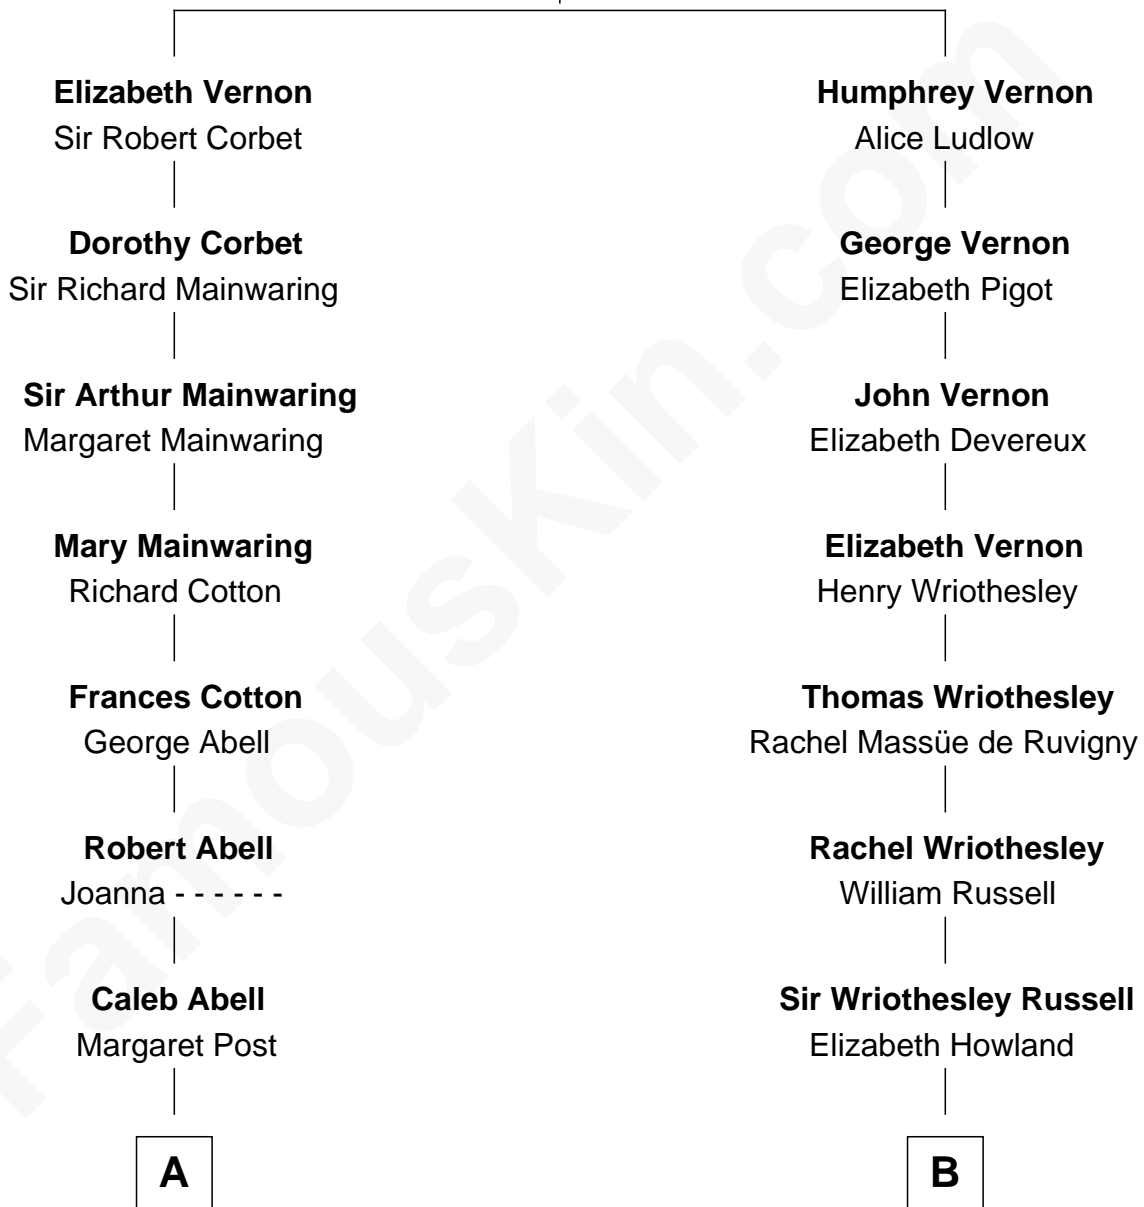 Elizabeth Vernon
Sir Robert Corbet
Dorothy Corbet
Sir Richard Mainwaring
Sir Arthur Mainwaring
Margaret Mainwaring
Mary Mainwaring
Richard Cotton
Frances Cotton
George Abell
Robert Abell
Joanna - - - - - -
Caleb Abell
Margaret Post
A
Humphrey Vernon
Alice Ludlow
George Vernon
Elizabeth Pigot
John Vernon
Elizabeth Devereux
Elizabeth Vernon
Henry Wriothesley
Thomas Wriothesley
Rachel Massüe de Ruvigny
Rachel Wriothesley
William Russell
Sir Wriothesley Russell
Elizabeth Howland
B
FamousKin.com